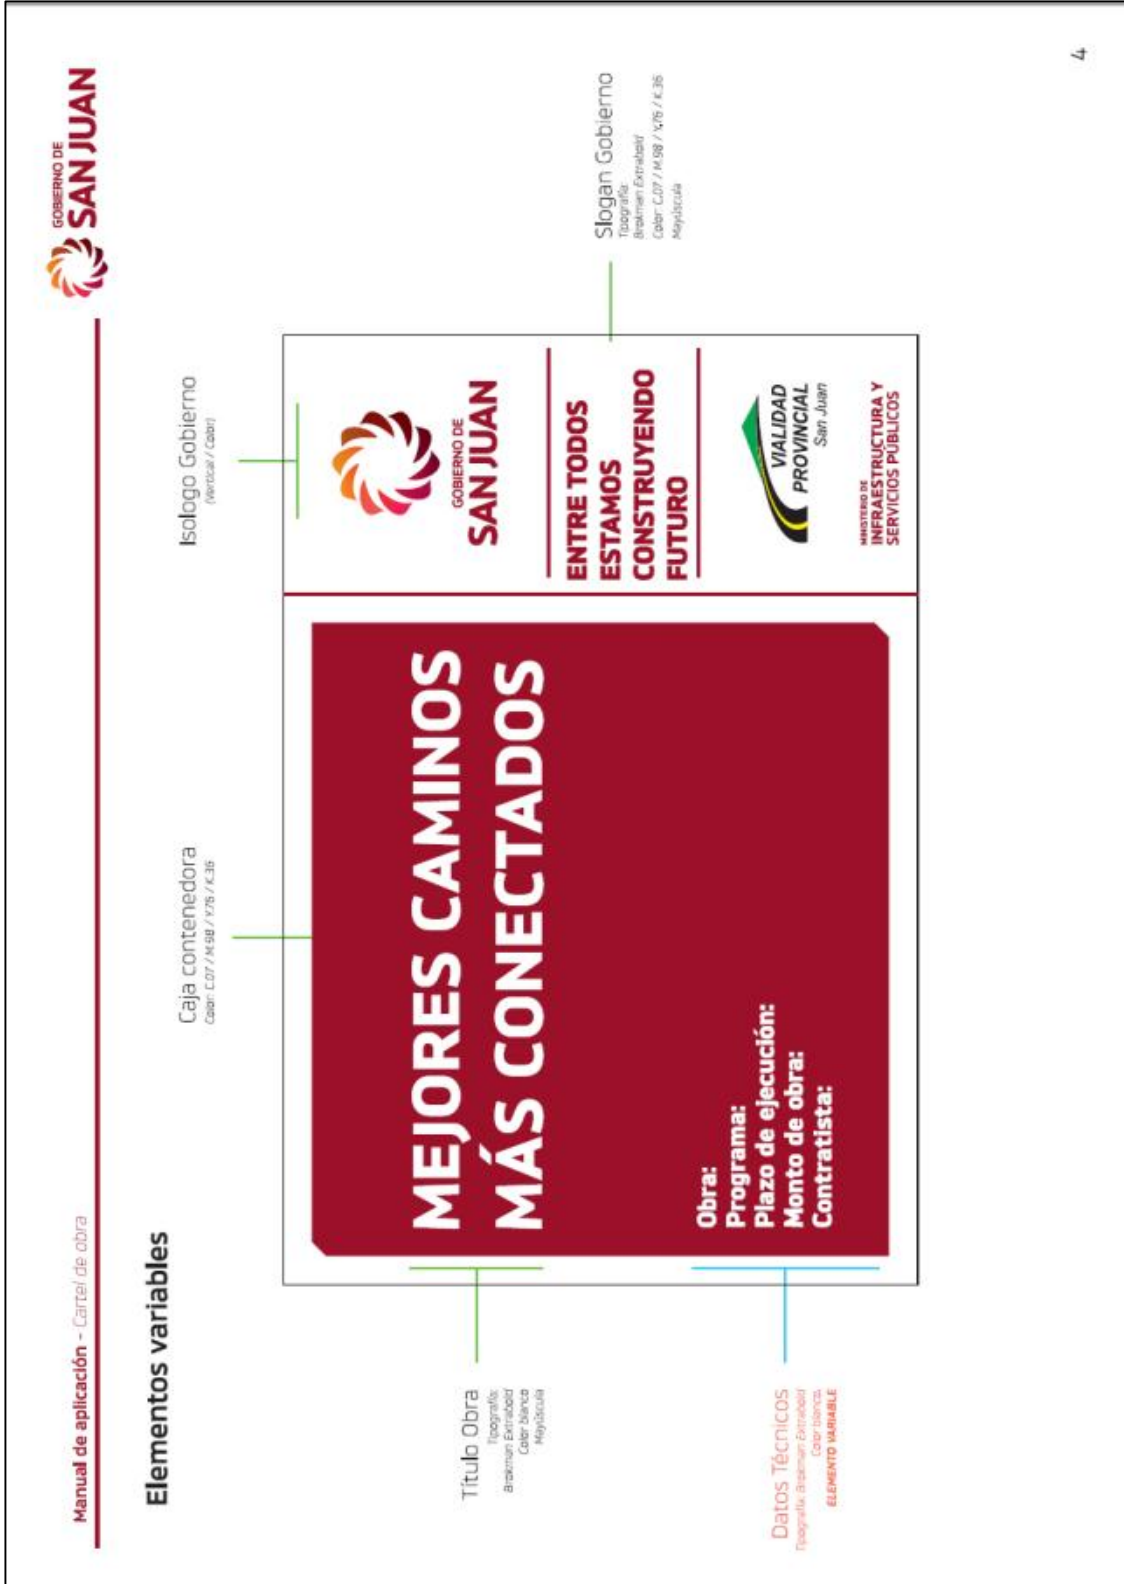 Manual de aplicación - Cartel de obra
GOBIERNO DE
SAN JUAN
Elementos variables
Caja contenedora
Color: C.07 / M.98 / Y.76 / K.36
Isologo Gobierno
(Vertical / Color)
Título Obra
Tipografía:
Brokman Extrabold
Color blanco
Mayúscula
MEJORES CAMINOS
MÁS CONECTADOS
GOBIERNO DE
SAN JUAN
ENTRE TODOS
ESTAMOS
CONSTRUYENDO
FUTURO
Slogan Gobierno
Tipografía:
Brokman Extrabold
Color: C.07 / M.98 / Y.76 / K.36
Mayúscula
Datos Técnicos
Tipografía: Brokman Extrabold
Color blanco.
ELEMENTO VARIABLE
Obra:
Programa:
Plazo de ejecución:
Monto de obra:
Contratista:
VIALIDAD
PROVINCIAL
San Juan
MINISTERIO DE
INFRAESTRUCTURA Y
SERVICIOS PÚBLICOS
4